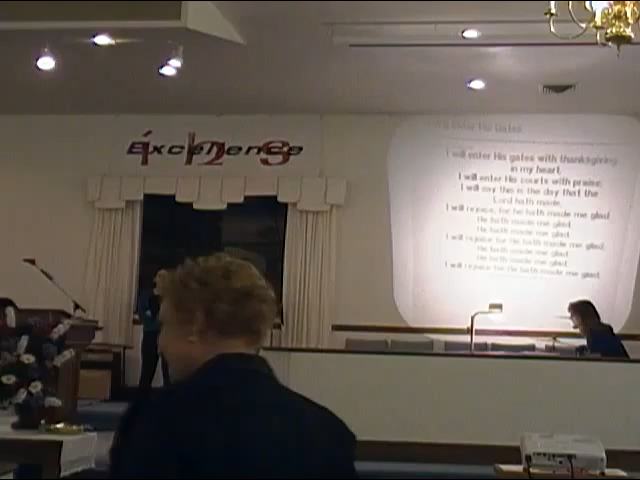 Excellence
ihs
I will enter His gates with thanksgiving
in my heart,
I will enter His courts with praise;
I will say this is the day that the
Lord hath made.
I will rejoice, for he hath made me glad.
He hath made me glad.
He hath made me glad.
I will rejoice for He hath made me glad.
He hath made me glad.
He hath made me glad.
I will rejoice for He hath made me glad.